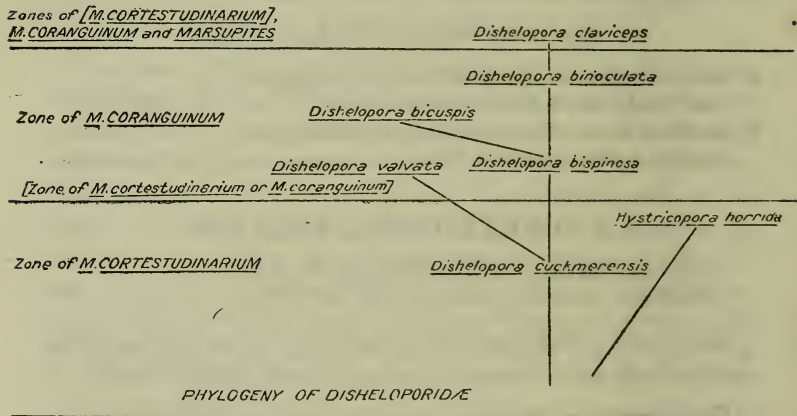 Zones of [M.CORTESTUDINARIUM],
M.CORANGUINUM and MARSUPITES
Dishelopora claviceps
Dishelopora binoculata
Zone of M.CORANGUINUM
Dishelopora bicuspis
Dishelopora valvata
Dishelopora bispinosa
[Zone of M.cortestudinarium or M.coranguinum]
Hystricopora horrida
Zone of M.CORTESTUDINARIUM
Dishelopora cuckmerensis
PHYLOGENY OF DISHELOPORIDÆ